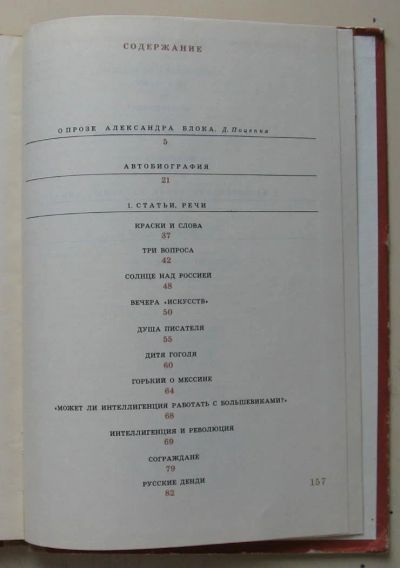 СОДЕРЖАНИЕ
О ПРОЗЕ АЛЕКСАНДРА БЛОКА. Д. Поцепня
5
АВТОБИОГРАФИЯ
21
1. СТАТЬИ, РЕЧИ
КРАСКИ И СЛОВА
37
ТРИ ВОПРОСА
42
СОЛНЦЕ НАД РОССИЕЙ
48
ВЕЧЕРА «ИСКУССТВ»
50
ДУША ПИСАТЕЛЯ
55
ДИТЯ ГОГОЛЯ
60
ГОРЬКИЙ О МЕССИНЕ
64
«МОЖЕТ ЛИ ИНТЕЛЛИГЕНЦИЯ РАБОТАТЬ С БОЛЬШЕВИКАМИ?»
68
ИНТЕЛЛИГЕНЦИЯ И РЕВОЛЮЦИЯ
69
СОГРАЖДАНЕ
79
РУССКИЕ ДЕНДИ
82
157